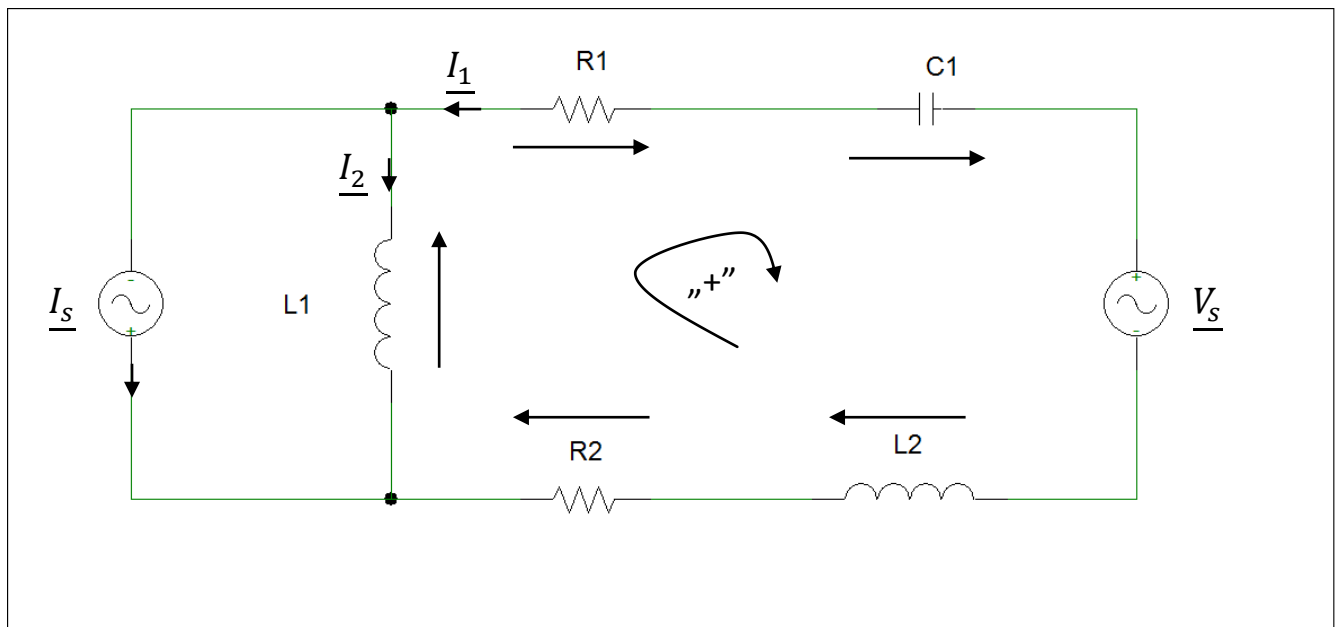 R1
C1
I₁
I₂
Iₛ
-
+
L1
„+”
+
-
Vₛ
R2
L2